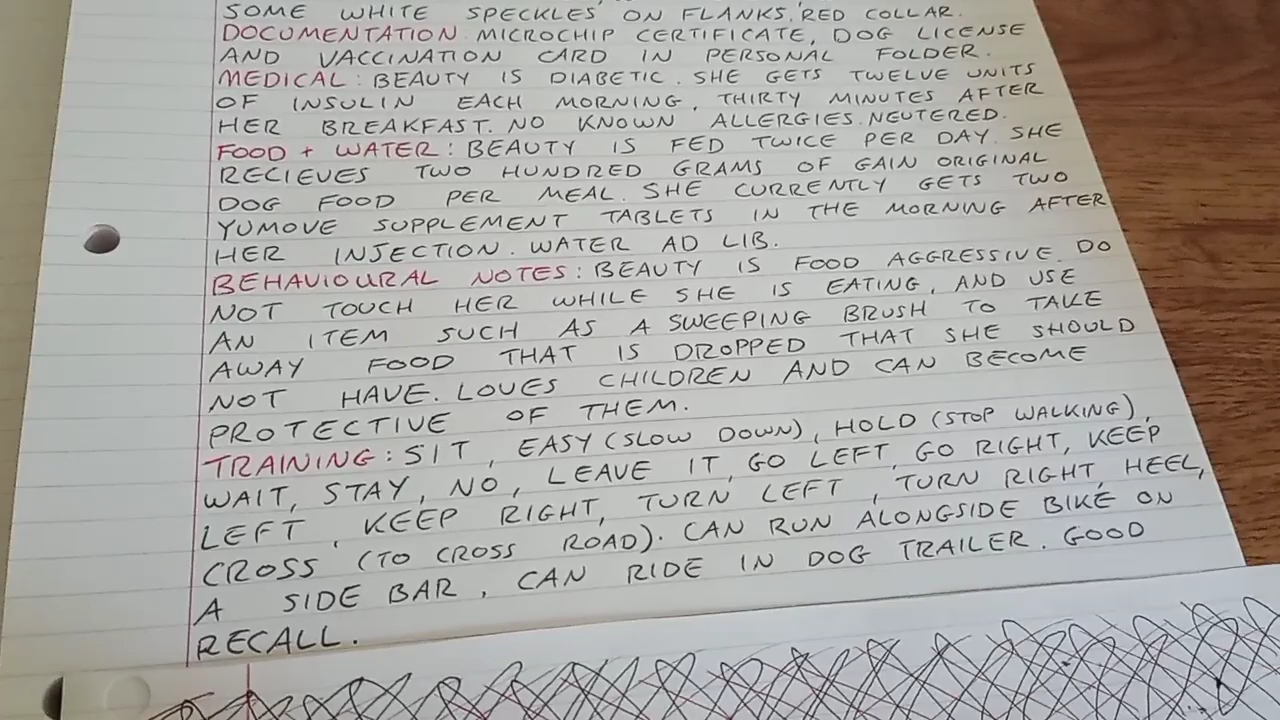 SOME WHITE SPECKLES ON FLANKS. RED COLLAR.
DOCUMENTATION MICROCHIP CERTIFICATE, DOG LICENSE
AND VACCINATION CARD IN PERSONAL FOLDER.
MEDICAL: BEAUTY IS DIABETIC. SHE GETS TWELVE UNITS
OF INSULIN EACH MORNING, THIRTY MINUTES AFTER
HER BREAKFAST. NO KNOWN ALLERGIES. NEUTERED.
FOOD + WATER: BEAUTY IS FED TWICE PER DAY. SHE
RECIEVES TWO HUNDRED GRAMS OF GAIN ORIGINAL
DOG FOOD PER MEAL. SHE CURRENTLY GETS TWO
YUMOVE SUPPLEMENT TABLETS IN THE MORNING AFTER
HER INJECTION. WATER AD LIB.
BEHAVIOURAL NOTES: BEAUTY IS FOOD AGGRESSIVE. DO
NOT TOUCH HER WHILE SHE IS EATING, AND USE
AN ITEM SUCH AS A SWEEPING BRUSH TO TAKE
AWAY FOOD THAT IS DROPPED THAT SHE SHOULD
NOT HAVE. LOVES CHILDREN AND CAN BECOME
PROTECTIVE OF THEM.
TRAINING: SIT, EASY (SLOW DOWN), HOLD (STOP WALKING),
WAIT, STAY, NO, LEAVE IT, GO LEFT, GO RIGHT, KEEP
LEFT, KEEP RIGHT, TURN LEFT, TURN RIGHT, HEEL,
CROSS (TO CROSS ROAD). CAN RUN ALONGSIDE BIKE ON
A SIDE BAR, CAN RIDE IN DOG TRAILER. GOOD
RECALL.